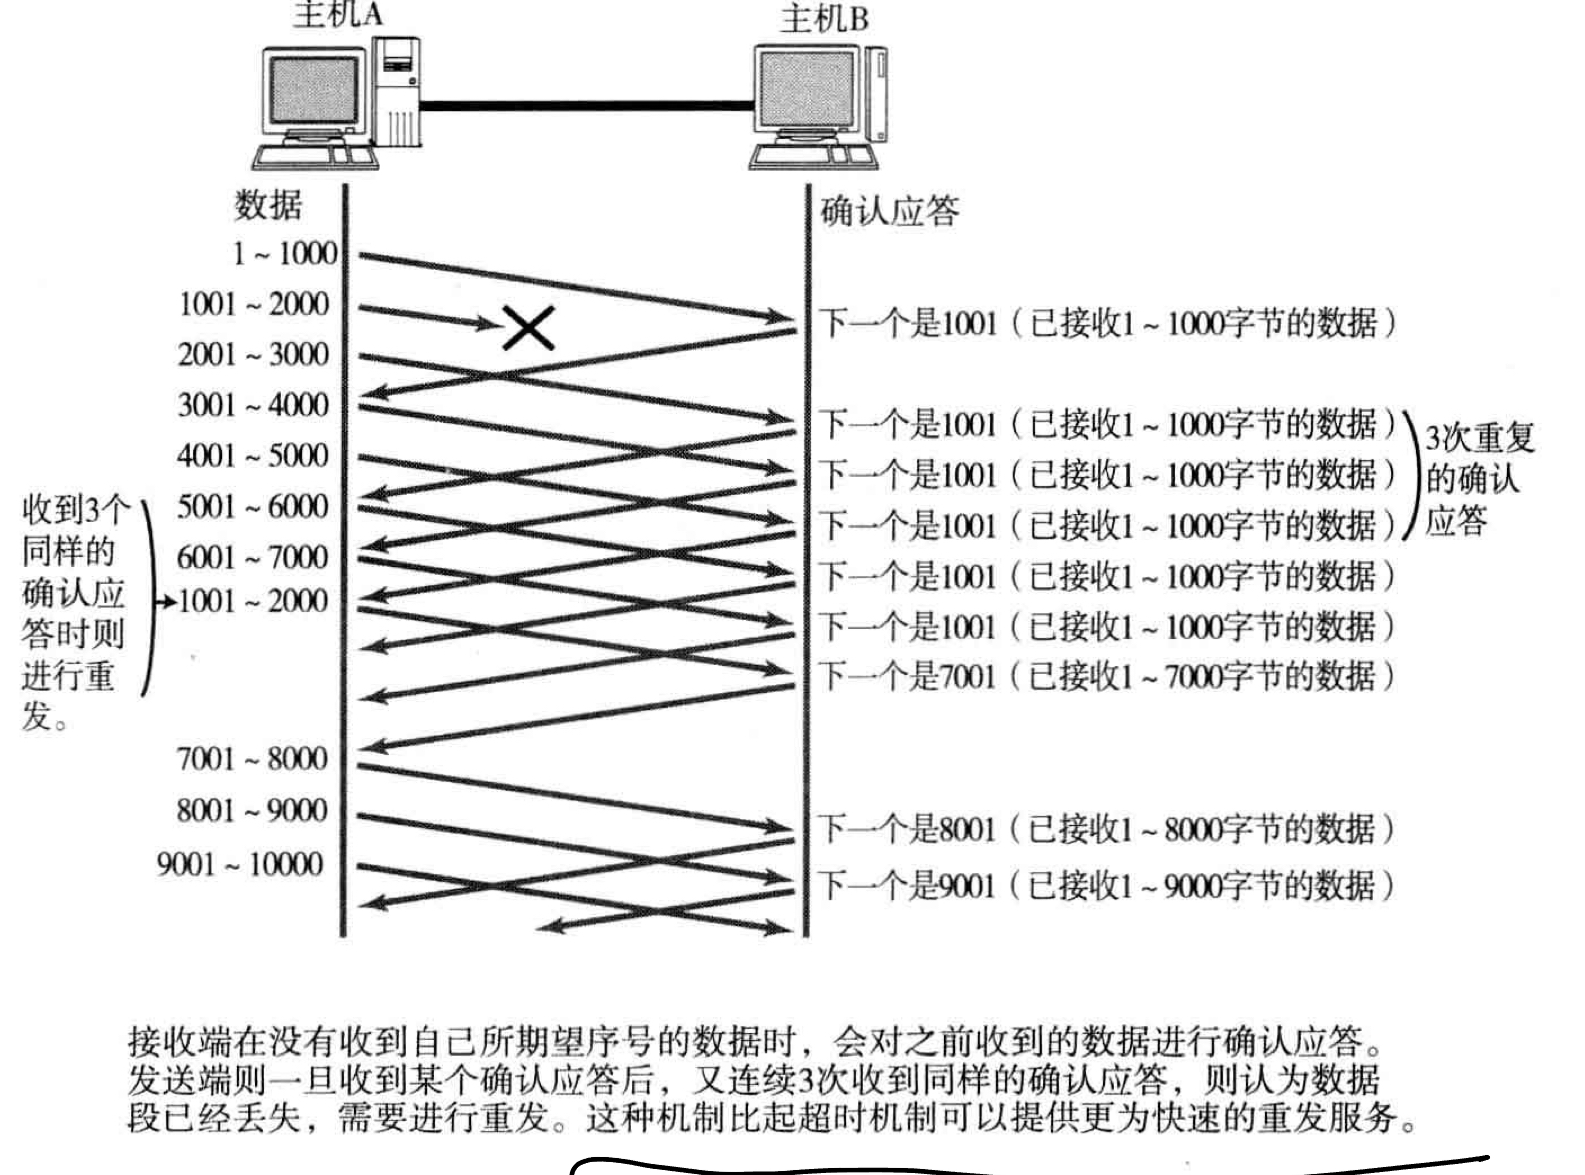 主机A
主机B
数据
确认应答
1～1000
1001～2000
下一个是1001（已接收1～1000字节的数据）
2001～3000
3001～4000
下一个是1001（已接收1～1000字节的数据）
4001～5000
下一个是1001（已接收1～1000字节的数据）
5001～6000
下一个是1001（已接收1～1000字节的数据）
3次重复
的确认
应答
收到3个
同样的
确认应
答时则
进行重
发。
6001～7000
下一个是1001（已接收1～1000字节的数据）
1001～2000
下一个是1001（已接收1～1000字节的数据）
下一个是7001（已接收1～7000字节的数据）
7001～8000
8001～9000
下一个是8001（已接收1～8000字节的数据）
9001～10000
下一个是9001（已接收1～9000字节的数据）
接收端在没有收到自己所期望序号的数据时，会对之前收到的数据进行确认应答。
发送端则一旦收到某个确认应答后，又连续3次收到同样的确认应答，则认为数据
段已经丢失，需要进行重发。这种机制比起超时机制可以提供更为快速的重发服务。